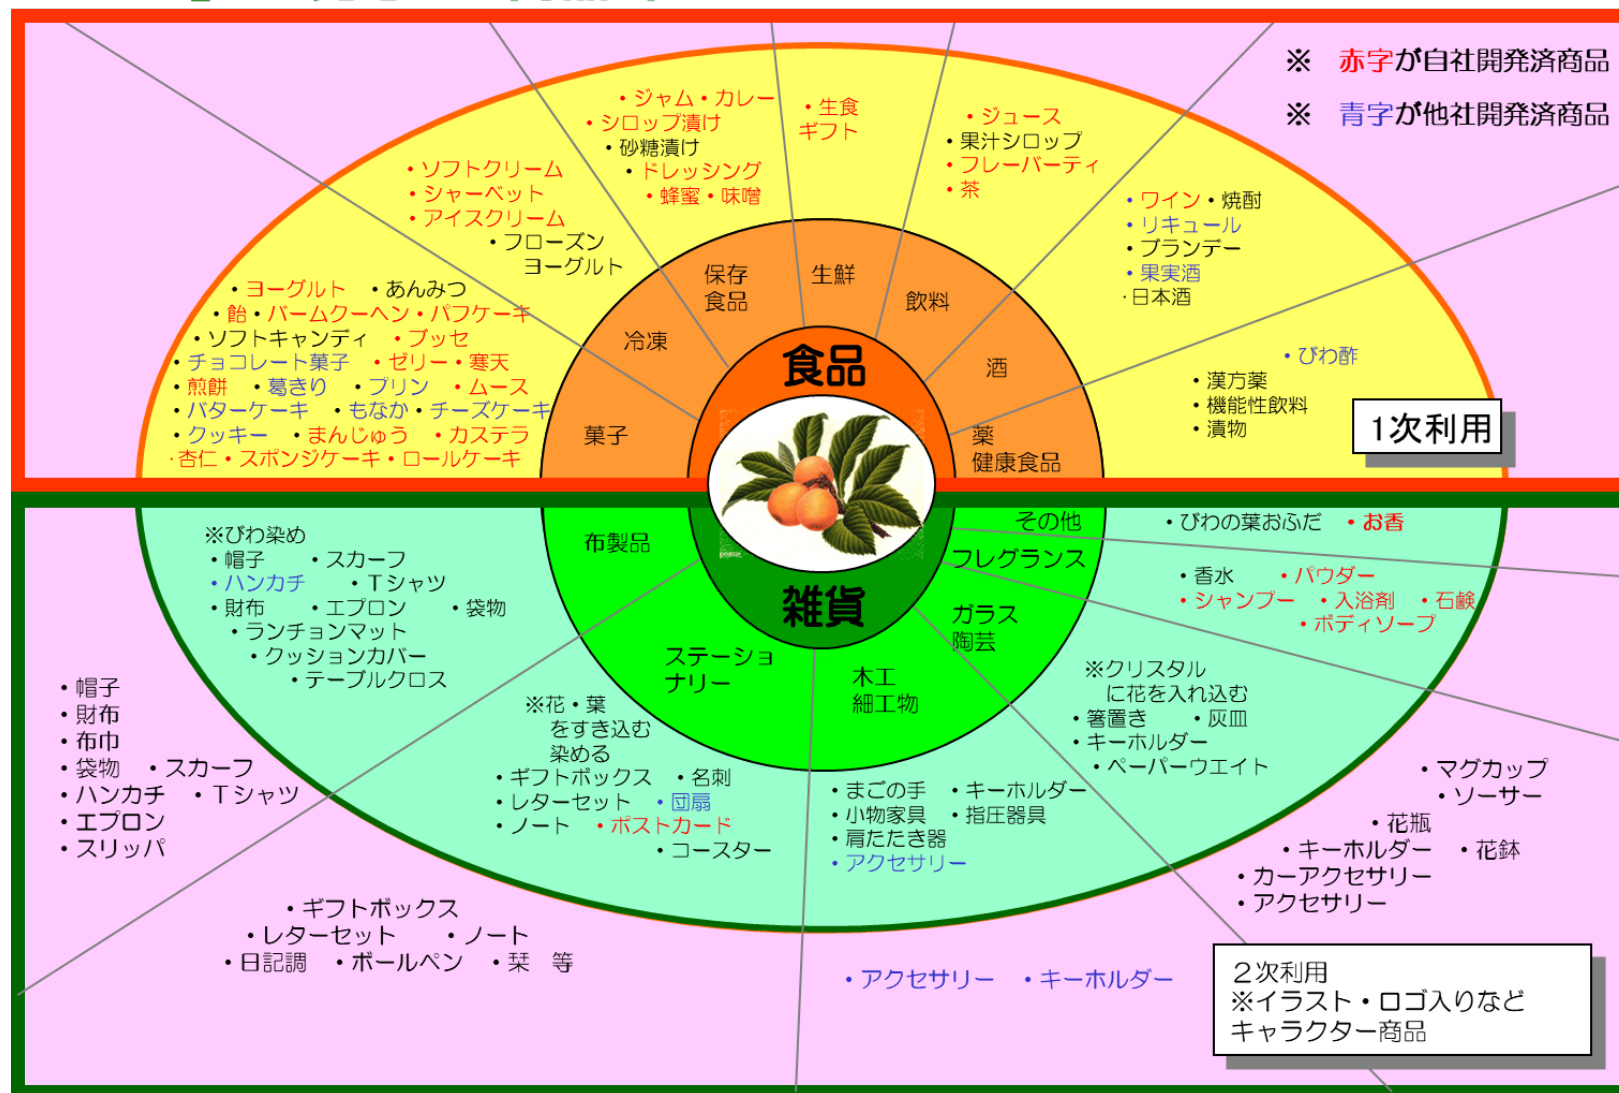 ※　赤字が自社開発済商品
※　青字が他社開発済商品
・ジャム・カレー
・シロップ漬け
・砂糖漬け
・ドレッシング
・蜂蜜・味噌
・生食
ギフト
・ジュース
・果汁シロップ
・フレーバーティ
・茶
・ソフトクリーム
・シャーベット
・アイスクリーム
・フローズン
ヨーグルト
・ワイン・焼酎
・リキュール
・ブランデー
・果実酒
・日本酒
・ヨーグルト　・あんみつ
・飴・バームクーヘン・パフケーキ
・ソフトキャンディ　・ブッセ
・チョコレート菓子　・ゼリー・寒天
・煎餅　・葛きり　・プリン　・ムース
・バターケーキ　・もなか・チーズケーキ
・クッキー　・まんじゅう　・カステラ
・杏仁・スポンジケーキ・ロールケーキ
・びわ酢
・漢方薬
・機能性飲料
・漬物
1次利用
保存
食品
生鮮
飲料
冷凍
酒
菓子
薬
健康食品
食品
雑貨
布製品
その他
フレグランス
ガラス
陶芸
ステーショ
ナリー
木工
細工物
※びわ染め
・帽子　・スカーフ
・ハンカチ　・Tシャツ
・財布　・エプロン　・袋物
・ランチョンマット
・クッションカバー
・テーブルクロス
・びわの葉おふだ　・お香
・香水　・パウダー
・シャンプー　・入浴剤　・石鹸
・ボディソープ
※クリスタル
に花を入れ込む
・箸置き　・灰皿
・キーホルダー
・ペーパーウエイト
※花・葉
をすき込む
染める
・ギフトボックス　・名刺
・レターセット　・団扇
・ノート　・ポストカード
・コースター
・まごの手　・キーホルダー
・小物家具　・指圧器具
・肩たたき器
・アクセサリー
・帽子
・財布
・布巾
・袋物　・スカーフ
・ハンカチ　・Tシャツ
・エプロン
・スリッパ
・ギフトボックス
・レターセット　・ノート
・日記調　・ボールペン　・栞　等
・アクセサリー　・キーホルダー
・マグカップ
・ソーサー
・花瓶
・キーホルダー　・花鉢
・カーアクセサリー
・アクセサリー
2次利用
※イラスト・ロゴ入りなど
キャラクター商品